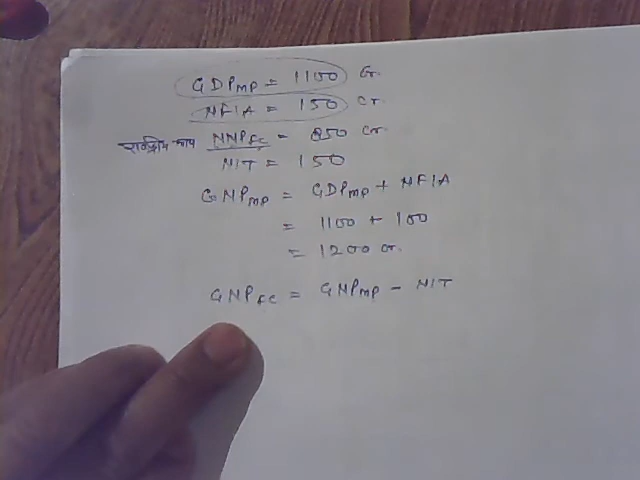 GDPMP = 1100 Cr.
NFIA = 150 Cr.
राष्ट्रीय आय NNPFC = 850 Cr.
NIT = 150
GNPMP = GDPMP + NFIA
= 1100 + 100
= 1200 Cr.
GNPFC = GNPMP - NIT